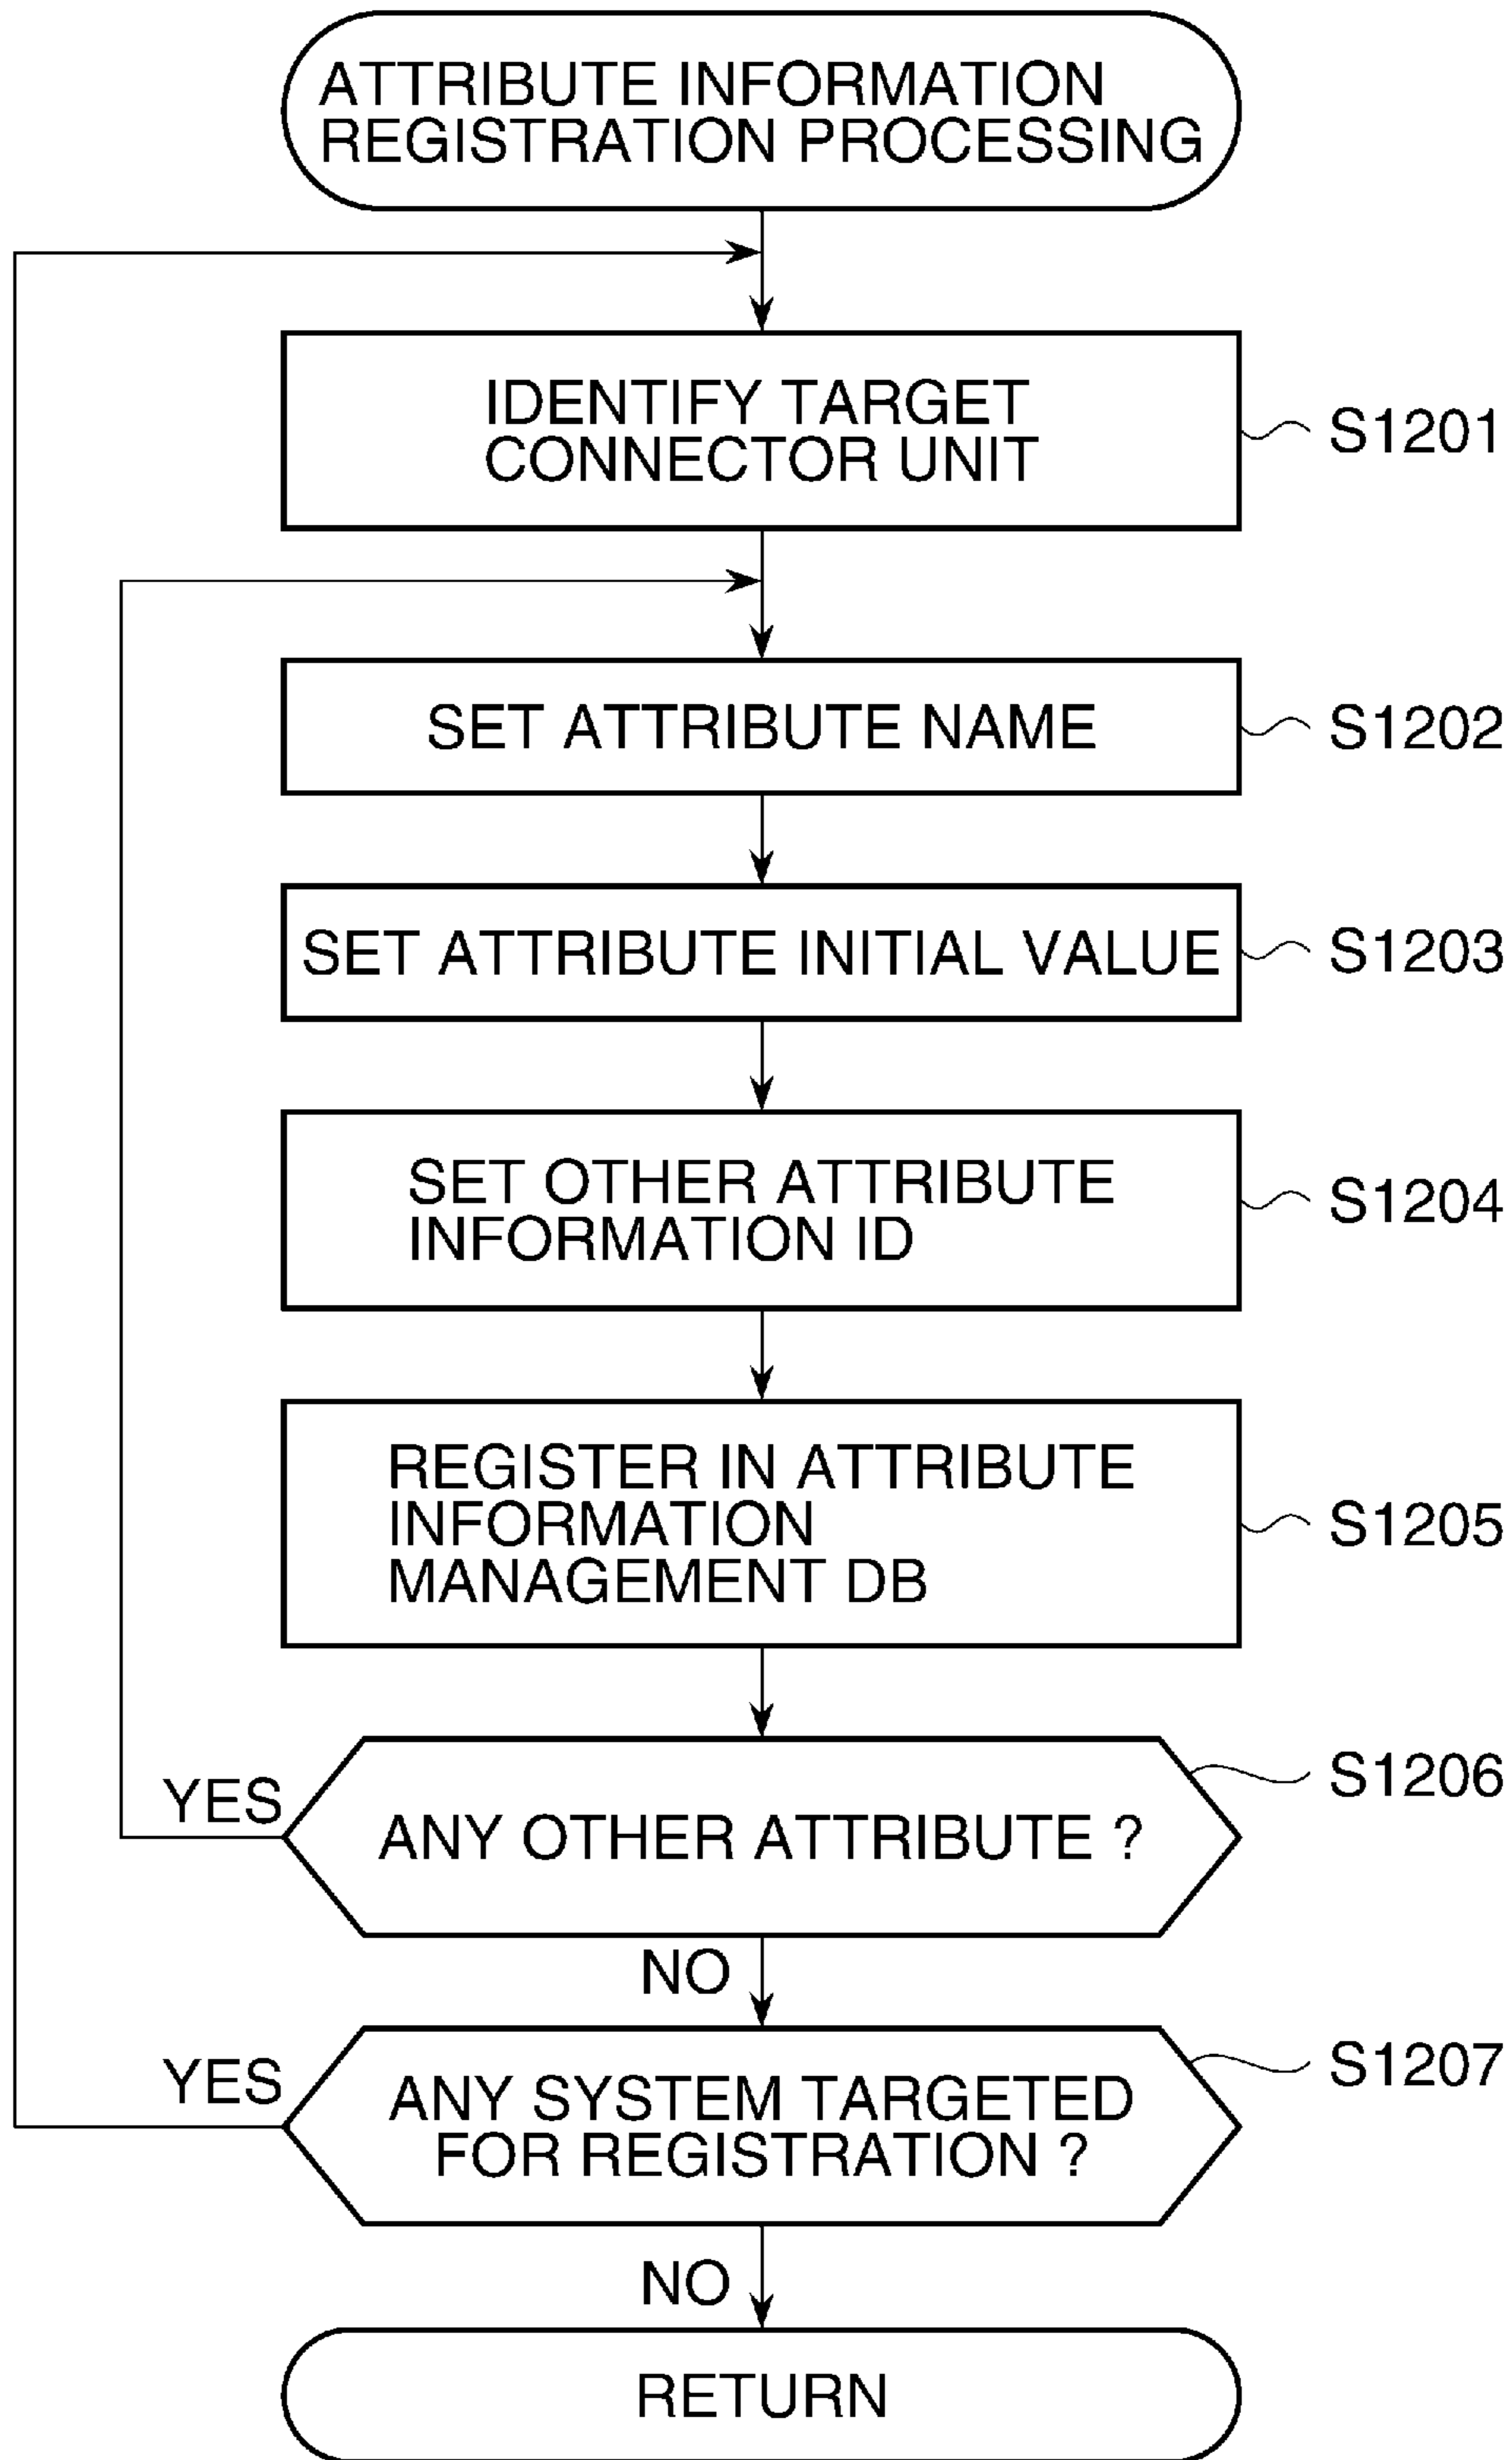 ATTRIBUTE INFORMATION
REGISTRATION PROCESSING
IDENTIFY TARGET
CONNECTOR UNIT
S1201
SET ATTRIBUTE NAME
S1202
SET ATTRIBUTE INITIAL VALUE
S1203
SET OTHER ATTRIBUTE
INFORMATION ID
S1204
REGISTER IN ATTRIBUTE
INFORMATION
MANAGEMENT DB
S1205
S1206
YES
ANY OTHER ATTRIBUTE ?
NO
S1207
YES
ANY SYSTEM TARGETED
FOR REGISTRATION ?
NO
RETURN